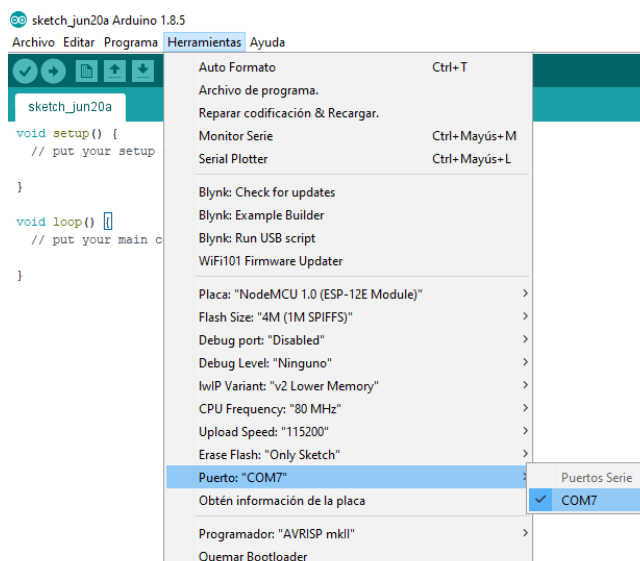 sketch_jun20a Arduino 1.8.5
Archivo Editar Programa Herramientas Ayuda
sketch_jun20a
void setup() {
// put your setup
}
void loop() {
// put your main c
}
Auto Formato Ctrl+T
Archivo de programa.
Reparar codificación & Recargar.
Monitor Serie Ctrl+Mayús+M
Serial Plotter Ctrl+Mayús+L
Blynk: Check for updates
Blynk: Example Builder
Blynk: Run USB script
WiFi101 Firmware Updater
Placa: "NodeMCU 1.0 (ESP-12E Module)"
Flash Size: "4M (1M SPIFFS)"
Debug port: "Disabled"
Debug Level: "Ninguno"
lwIP Variant: "v2 Lower Memory"
CPU Frequency: "80 MHz"
Upload Speed: "115200"
Erase Flash: "Only Sketch"
Puerto: "COM7"
Puertos Serie
COM7
Obtén información de la placa
Programador: "AVRISP mkII"
Quemar Bootloader